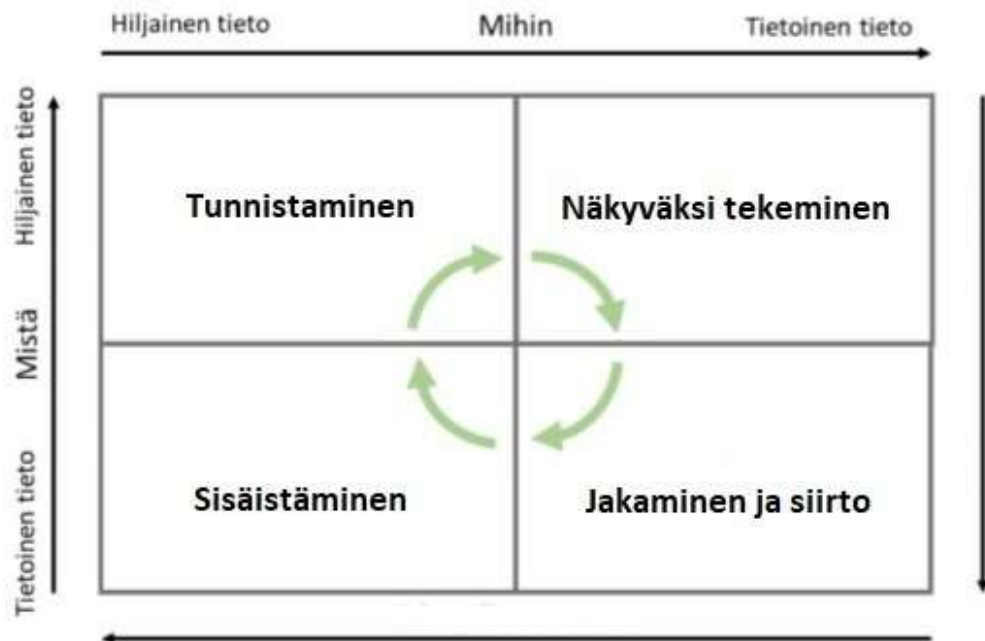 Hiljainen tieto Mihin Tietoinen tieto
Hiljainen tieto
Mistä
Tietoinen tieto
Tunnistaminen Näkyväksi tekeminen
Sisäistäminen Jakaminen ja siirto